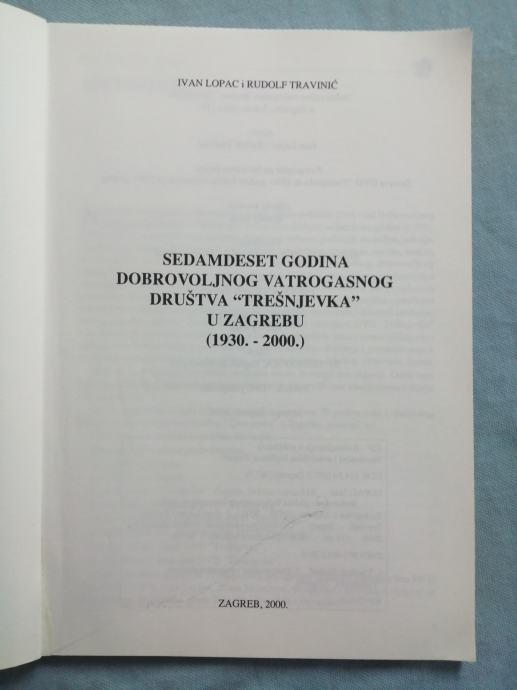 IVAN LOPAC i RUDOLF TRAVINIĆ
SEDAMDESET GODINA
DOBROVOLJNOG VATROGASNOG
DRUŠTVA “TREŠNJEVKA”
U ZAGREBU
(1930. - 2000.)
ZAGREB, 2000.